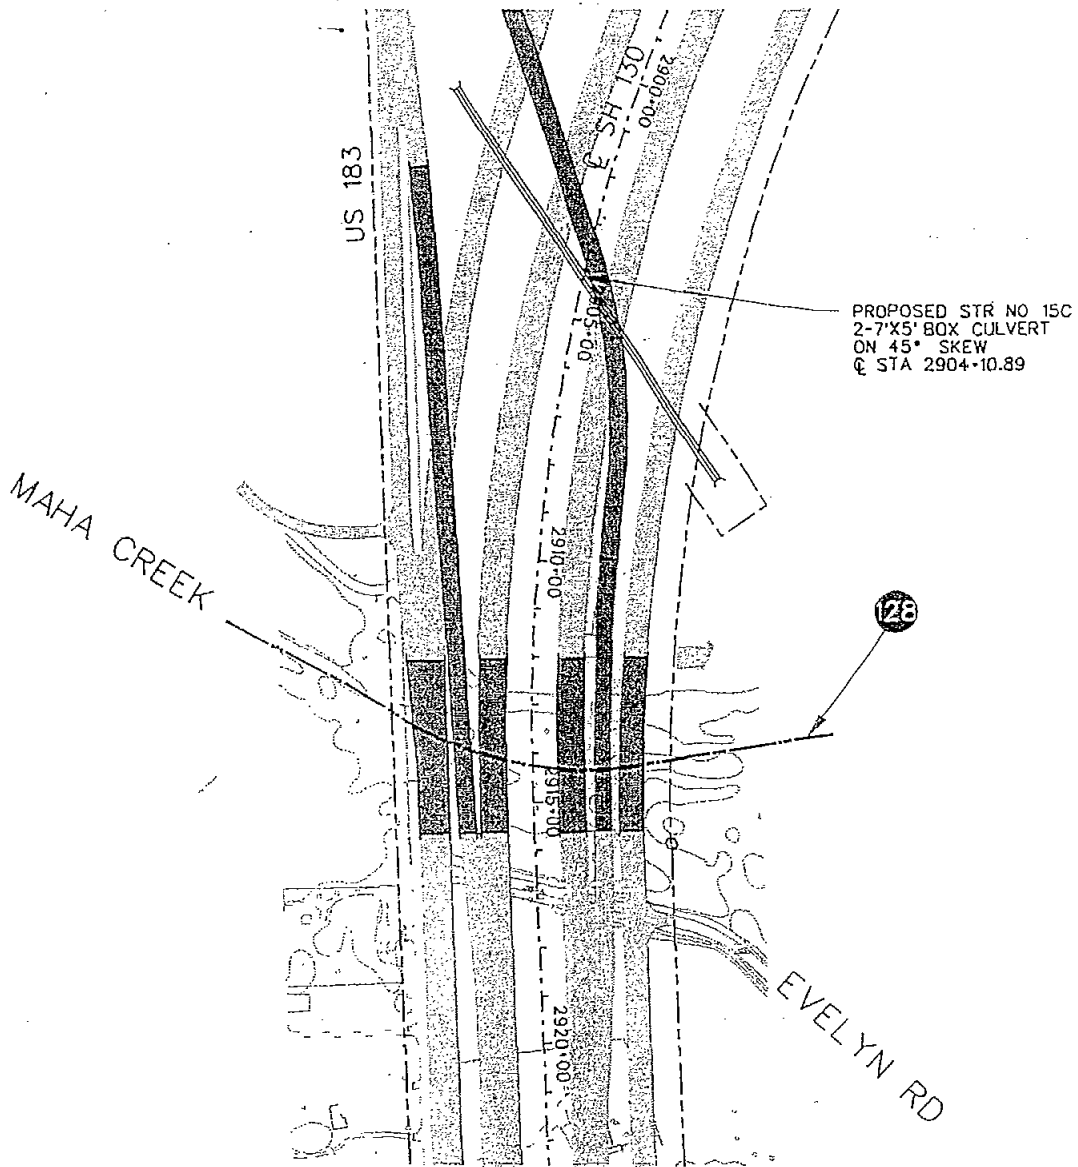 US 183
℄ SH 130
2900+00
PROPOSED STR NO 15C
2-7'X5' BOX CULVERT
ON 45° SKEW
℄ STA 2904+10.89
2905+00
MAHA CREEK
2910+00
128
2915+00
EVELYN RD
2920+00